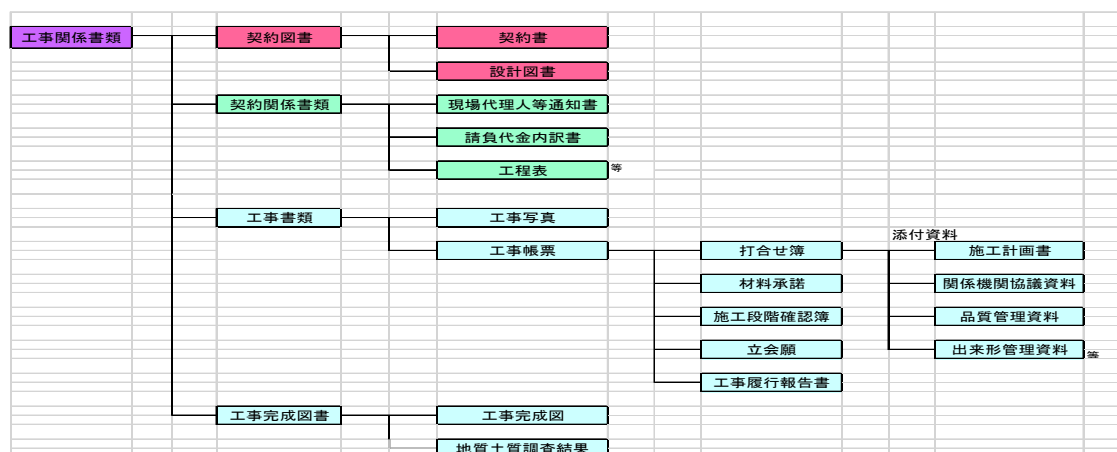 工事関係書類
契約図書
契約書
設計図書
契約関係書類
現場代理人等通知書
請負代金内訳書
工程表
等
工事書類
工事写真
工事帳票
打合せ簿
添付資料
施工計画書
材料承諾
関係機関協議資料
施工段階確認簿
品質管理資料
立会願
出来形管理資料
等
工事履行報告書
工事完成図書
工事完成図
地質土質調査結果